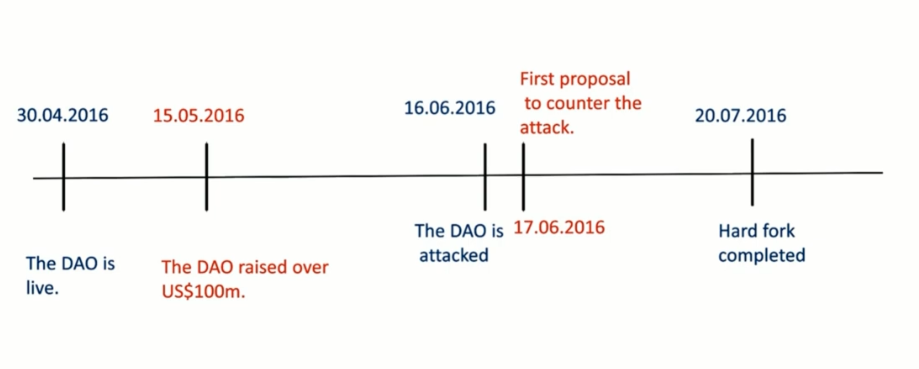 30.04.2016
The DAO is
live.
15.05.2016
The DAO raised over
US$100m.
16.06.2016
The DAO is
attacked
First proposal
to counter the
attack.
17.06.2016
20.07.2016
Hard fork
completed